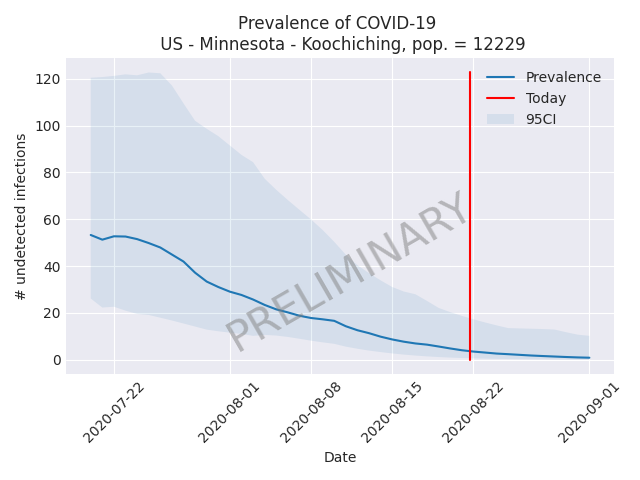 Prevalence of COVID-19
US - Minnesota - Koochiching, pop. = 12229
120
100
80
60
40
20
0
# undetected infections
Prevalence
Today
95CI
PRELIMINARY
2020-07-22
2020-08-01
2020-08-08
2020-08-15
2020-08-22
2020-09-01
Date